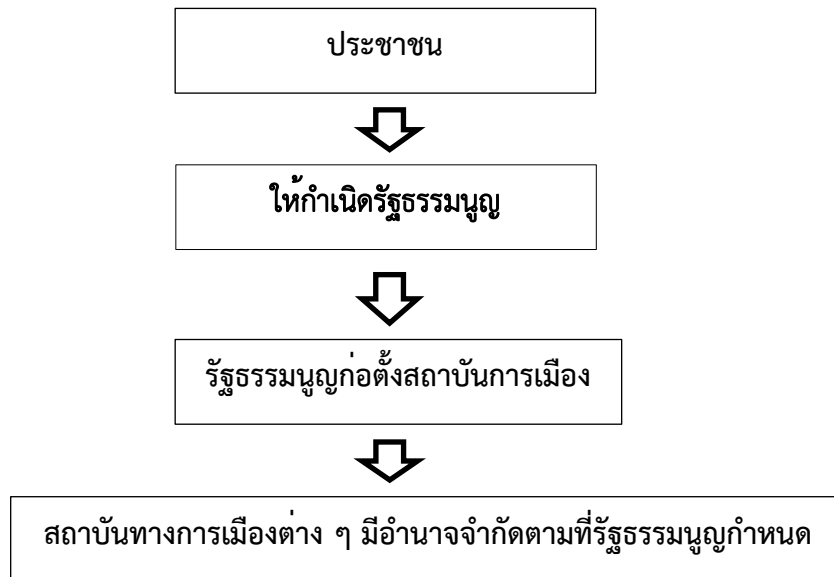 ประชาชน
ให้กำเนิดรัฐธรรมนูญ
รัฐธรรมนูญก่อตั้งสถาบันการเมือง
สถาบันทางการเมืองต่าง ๆ มีอำนาจจำกัดตามที่รัฐธรรมนูญกำหนด